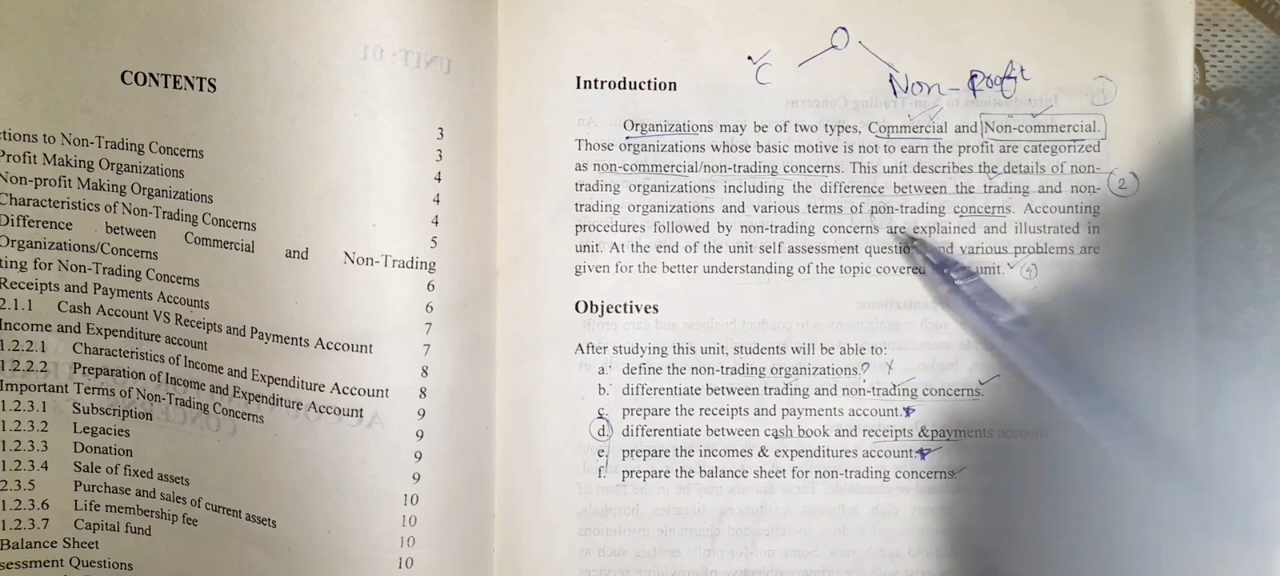 CONTENTS
tions to Non-Trading Concerns 3
Profit Making Organizations 3
Non-profit Making Organizations 4
Characteristics of Non-Trading Concerns 4
Difference between Commercial and Non-Trading 4
Organizations/Concerns 5
ting for Non-Trading Concerns 6
Receipts and Payments Accounts 6
2.1.1 Cash Account VS Receipts and Payments Account 7
Income and Expenditure account 7
1.2.2.1 Characteristics of Income and Expenditure Account 8
1.2.2.2 Preparation of Income and Expenditure Account 8
Important Terms of Non-Trading Concerns 9
1.2.3.1 Subscription 9
1.2.3.2 Legacies 9
1.2.3.3 Donation 9
1.2.3.4 Sale of fixed assets 10
2.3.5 Purchase and sales of current assets 10
1.2.3.6 Life membership fee 10
1.2.3.7 Capital fund 10
Balance Sheet
sessment Questions
UNIT: 01
O
C Non-Profit
Introduction
Organizations may be of two types, Commercial and Non-commercial.
Those organizations whose basic motive is not to earn the profit are categorized
as non-commercial/non-trading concerns. This unit describes the details of non-
trading organizations including the difference between the trading and non- 2
trading organizations and various terms of non-trading concerns. Accounting
procedures followed by non-trading concerns are explained and illustrated in
unit. At the end of the unit self assessment and various problems are
given for the better understanding of the topic covered unit. 4
Objectives
After studying this unit, students will be able to:
a. define the non-trading organizations.?
b. differentiate between trading and non-trading concerns.
c. prepare the receipts and payments account.
d. differentiate between cash book and receipts &payments account
e. prepare the incomes & expenditures account.
f. prepare the balance sheet for non-trading concerns.